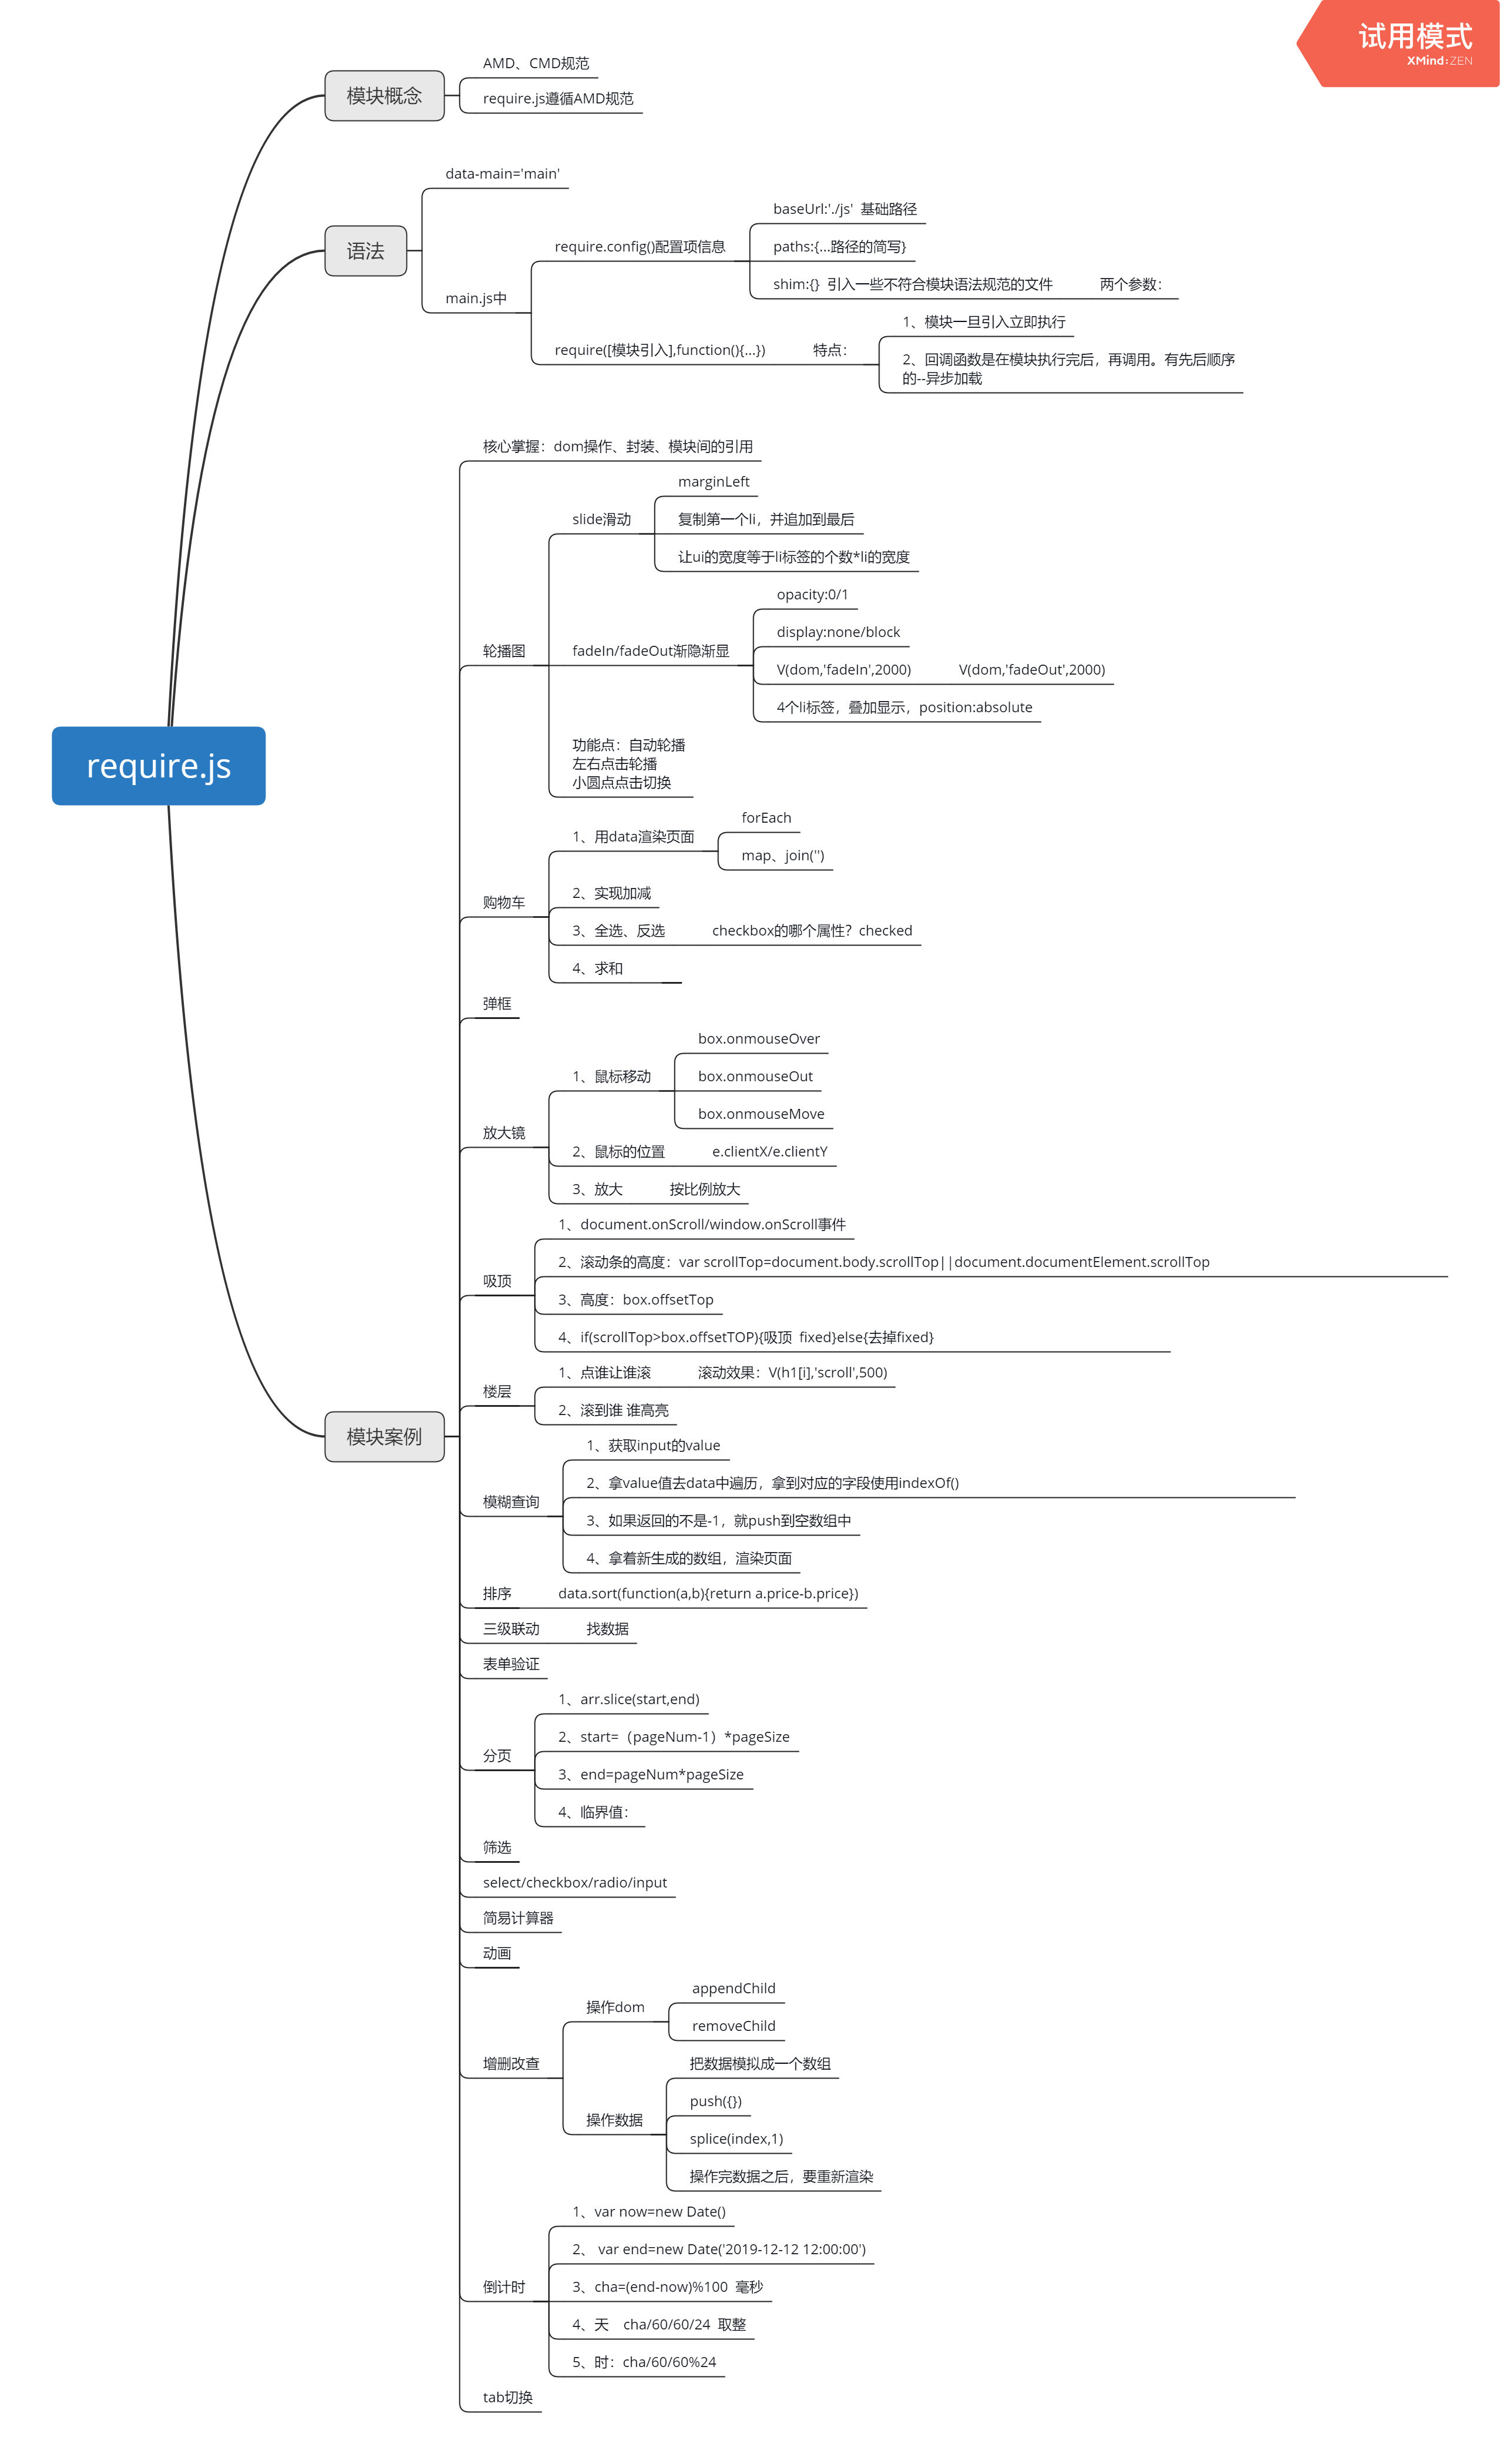 试用模式
XMind:ZEN
require.js
模块概念
AMD、CMD规范
require.js遵循AMD规范
语法
data-main='main'
main.js中
require.config()配置项信息
baseUrl:'./js'  基础路径
paths:{...路径的简写}
shim:{}  引入一些不符合模块语法规范的文件
两个参数：
require([模块引入],function(){...})
特点：
1、模块一旦引入立即执行
2、回调函数是在模块执行完后，再调用。有先后顺序
的--异步加载
模块案例
核心掌握：dom操作、封装、模块间的引用
轮播图
slide滑动
marginLeft
复制第一个li，并追加到最后
让ui的宽度等于li标签的个数*li的宽度
fadeIn/fadeOut渐隐渐显
opacity:0/1
display:none/block
V(dom,'fadeIn',2000)
V(dom,'fadeOut',2000)
4个li标签，叠加显示，position:absolute
功能点：自动轮播
左右点击轮播
小圆点点击切换
购物车
1、用data渲染页面
forEach
map、join('')
2、实现加减
3、全选、反选
checkbox的哪个属性？checked
4、求和
弹框
放大镜
1、鼠标移动
box.onmouseOver
box.onmouseOut
box.onmouseMove
2、鼠标的位置
e.clientX/e.clientY
3、放大
按比例放大
吸顶
1、document.onScroll/window.onScroll事件
2、滚动条的高度：var scrollTop=document.body.scrollTop||document.documentElement.scrollTop
3、高度：box.offsetTop
4、if(scrollTop>box.offsetTOP){吸顶  fixed}else{去掉fixed}
楼层
1、点谁让谁滚
滚动效果：V(h1[i],'scroll',500)
2、滚到谁 谁高亮
模糊查询
1、获取input的value
2、拿value值去data中遍历，拿到对应的字段使用indexOf()
3、如果返回的不是-1，就push到空数组中
4、拿着新生成的数组，渲染页面
排序
data.sort(function(a,b){return a.price-b.price})
三级联动
找数据
表单验证
分页
1、arr.slice(start,end)
2、start=（pageNum-1）*pageSize
3、end=pageNum*pageSize
4、临界值：
筛选
select/checkbox/radio/input
简易计算器
动画
增删改查
操作dom
appendChild
removeChild
操作数据
把数据模拟成一个数组
push({})
splice(index,1)
操作完数据之后，要重新渲染
倒计时
1、var now=new Date()
2、 var end=new Date('2019-12-12 12:00:00')
3、cha=(end-now)%100  毫秒
4、天    cha/60/60/24  取整
5、时：cha/60/60%24
tab切换